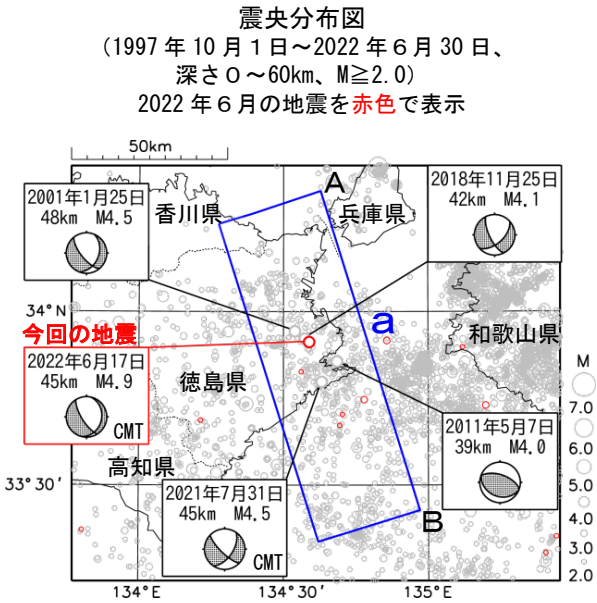 震央分布図
（1997年10月１日～2022年６月30日、
深さ０～60km、M≧2.0）
2022年６月の地震を赤色で表示
50km
A
2001年1月25日
48km M4.5
香川県
兵庫県
2018年11月25日
42km M4.1
34°N
今回の地震
a
和歌山県
2022年6月17日
45km M4.9
CMT
徳島県
M
7.0
6.0
5.0
4.0
3.0
2.0
2011年5月7日
39km M4.0
高知県
33°30′
2021年7月31日
45km M4.5
CMT
B
134°E
134°30′
135°E